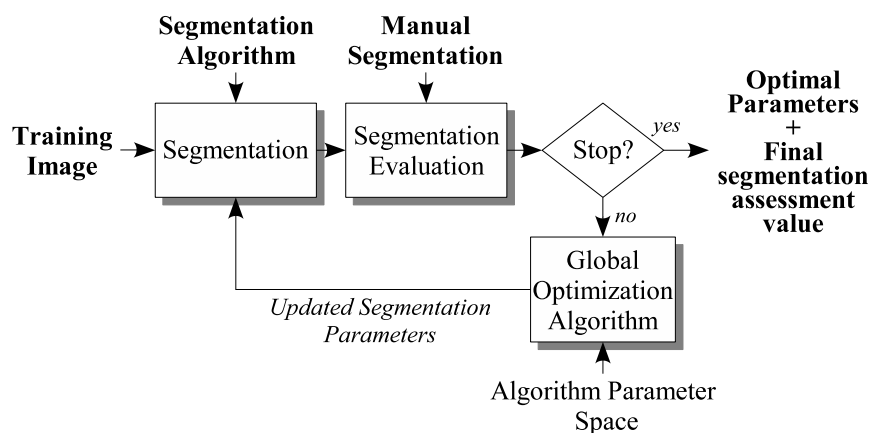 Segmentation
Algorithm
Manual
Segmentation
Training
Image
Segmentation
Segmentation
Evaluation
Stop?
yes
Optimal
Parameters
+
Final
segmentation
assessment
value
no
Global
Optimization
Algorithm
Updated Segmentation
Parameters
Algorithm Parameter
Space